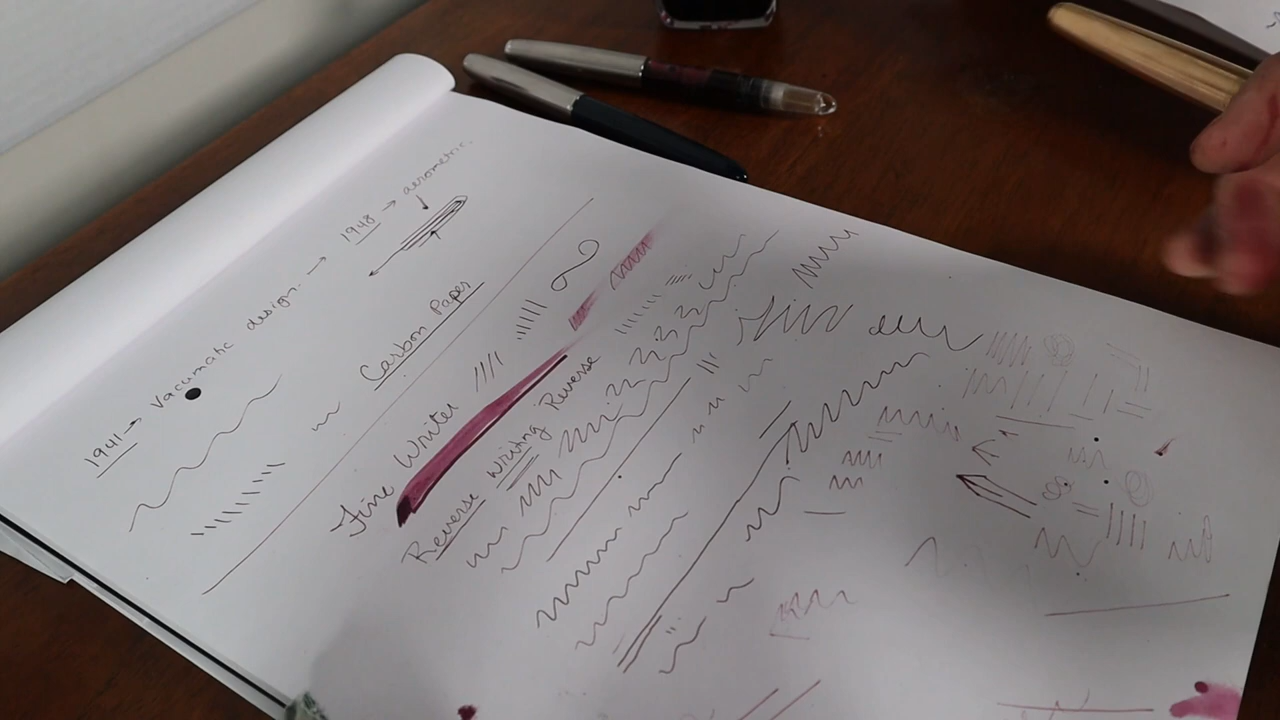 1941 → Vacumatic design. → 1948 → aerometric.
Carbon Paper
Fine Writer
Reverse Writing Reverse